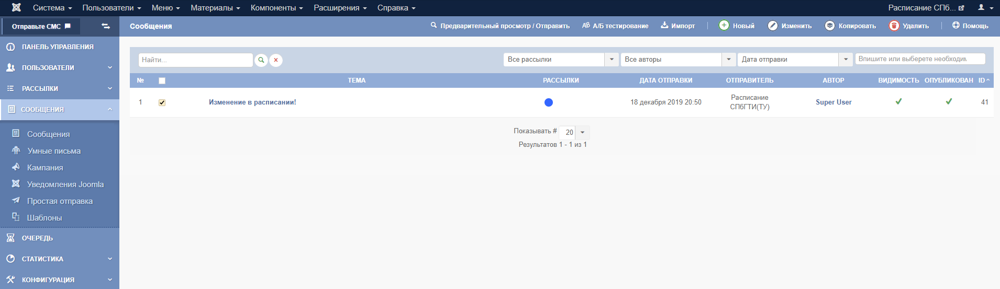 Система Пользователи Меню Материалы Компоненты Расширения Справка Расписание СПб...
Отправьте СМС
Сообщения Предварительный просмотр / Отправить A/B А/Б тестирование Импорт Новый Изменить Копировать Удалить Помощь
ПАНЕЛЬ УПРАВЛЕНИЯ
ПОЛЬЗОВАТЕЛИ
РАССЫЛКИ
СООБЩЕНИЯ
Сообщения
Умные письма
Кампания
Уведомления Joomla
Простая отправка
Шаблоны
ОЧЕРЕДЬ
СТАТИСТИКА
КОНФИГУРАЦИЯ
Найти... Все рассылки Все авторы Дата отправки Впишите или выберете необходим
№ ТЕМА РАССЫЛКИ ДАТА ОТПРАВКИ ОТПРАВИТЕЛЬ АВТОР ВИДИМОСТЬ ОПУБЛИКОВАН ID
1 Изменение в расписании! 18 декабря 2019 20:50 Расписание
СПбГТИ(ТУ) Super User 41
Показывать # 20
Результатов 1 - 1 из 1